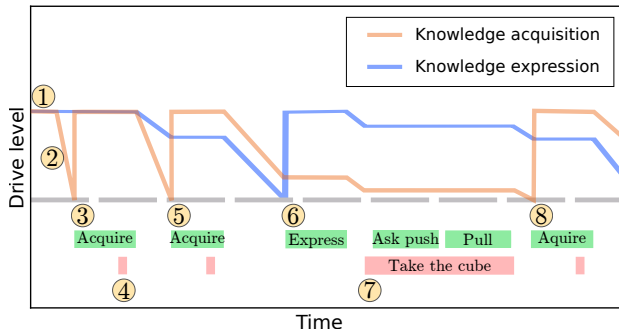 Knowledge acquisition
Knowledge expression
Drive level
1
2
3
5
6
8
Acquire
Acquire
Express
Ask push
Pull
Aquire
Take the cube
4
7
Time